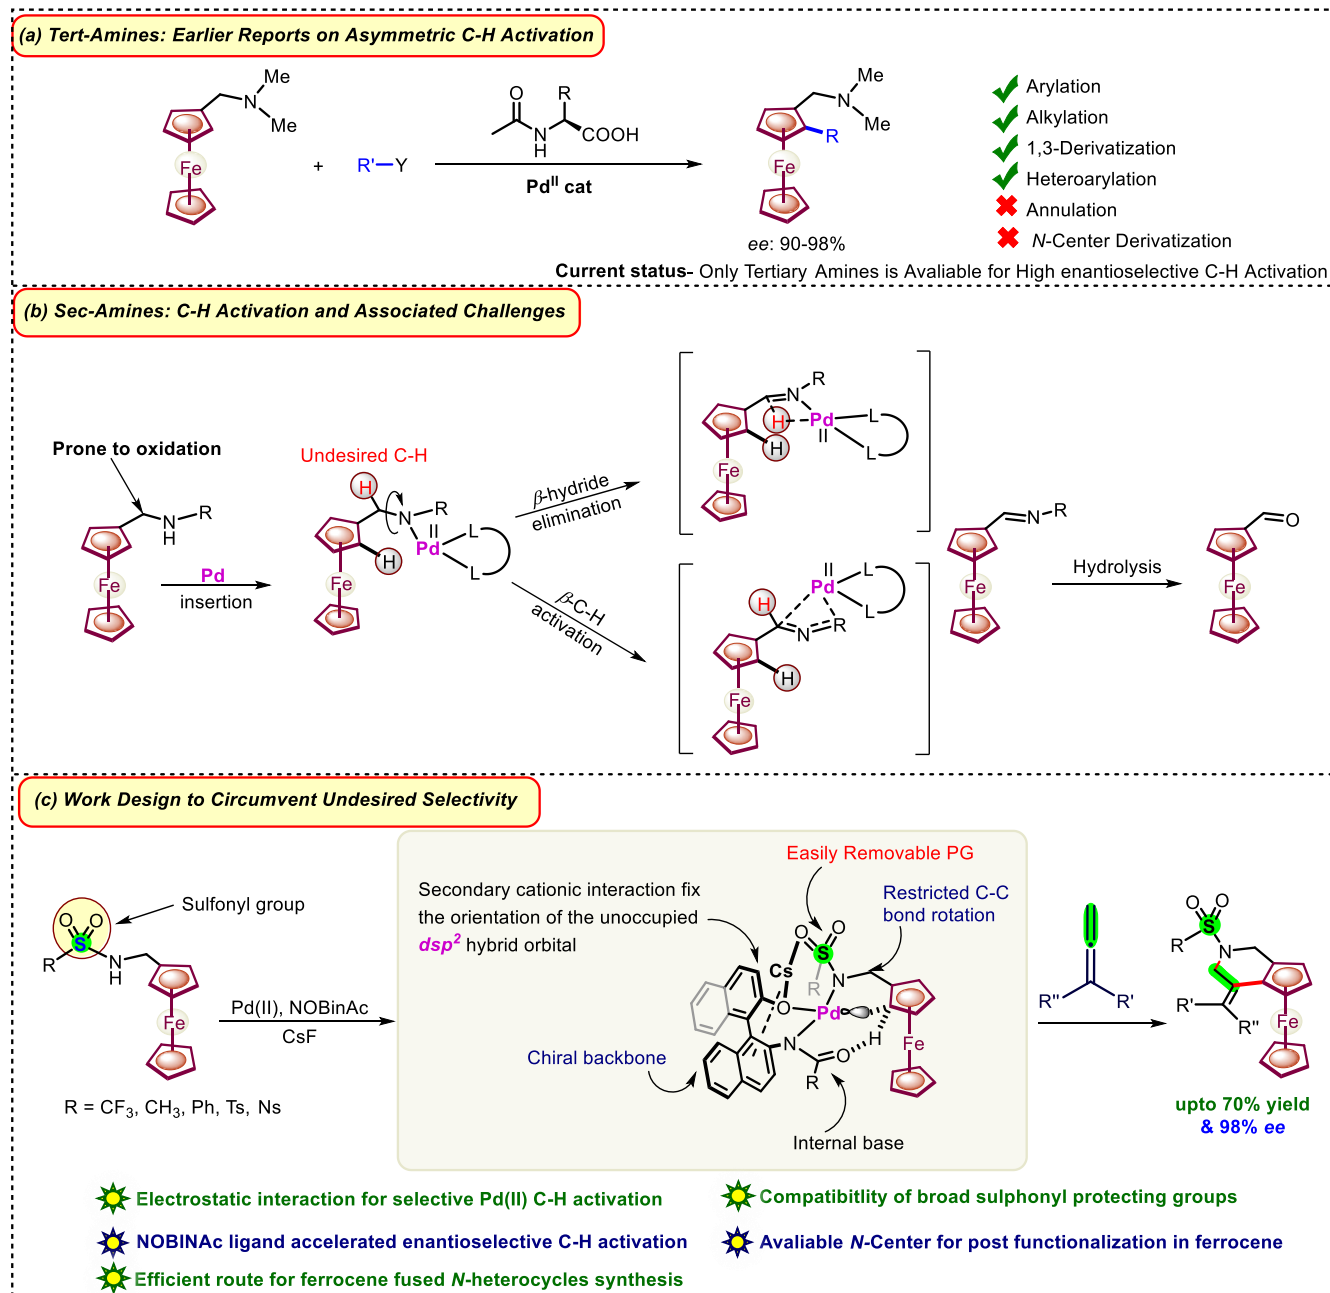 (a) Tert-Amines: Earlier Reports on Asymmetric C-H Activation
Me
N
Me
Fe
+
R'—Y
O
R
N
H
COOH
Pd^II cat
Me
N
Me
R
Fe
ee: 90-98%
Arylation
Alkylation
1,3-Derivatization
Heteroarylation
Annulation
N-Center Derivatization
Current status- Only Tertiary Amines is Avaliable for High enantioselective C-H Activation
(b) Sec-Amines: C-H Activation and Associated Challenges
Prone to oxidation
N
H
R
Fe
Pd
insertion
Undesired C-H
H
N
R
II
Pd
L
L
H
Fe
β-hydride
elimination
β-C-H
activation
R
N
H
Pd
II
L
L
H
Fe
II
Pd
L
L
H
N
R
H
Fe
N
R
Fe
Hydrolysis
O
Fe
(c) Work Design to Circumvent Undesired Selectivity
Sulfonyl group
O
O
S
R
N
H
Fe
R = CF3, CH3, Ph, Ts, Ns
Pd(II), NOBinAc
CsF
Easily Removable PG
Secondary cationic interaction fix
the orientation of the unoccupied
dsp2 hybrid orbital
Restricted C-C
bond rotation
O
O
S
Cs
R
N
O
Pd
N
H
O
R
Fe
Chiral backbone
Internal base
R''
R'
O
O
S
R
N
R'
R''
Fe
upto 70% yield
& 98% ee
Electrostatic interaction for selective Pd(II) C-H activation
Compatibitlity of broad sulphonyl protecting groups
NOBINAc ligand accelerated enantioselective C-H activation
Avaliable N-Center for post functionalization in ferrocene
Efficient route for ferrocene fused N-heterocycles synthesis